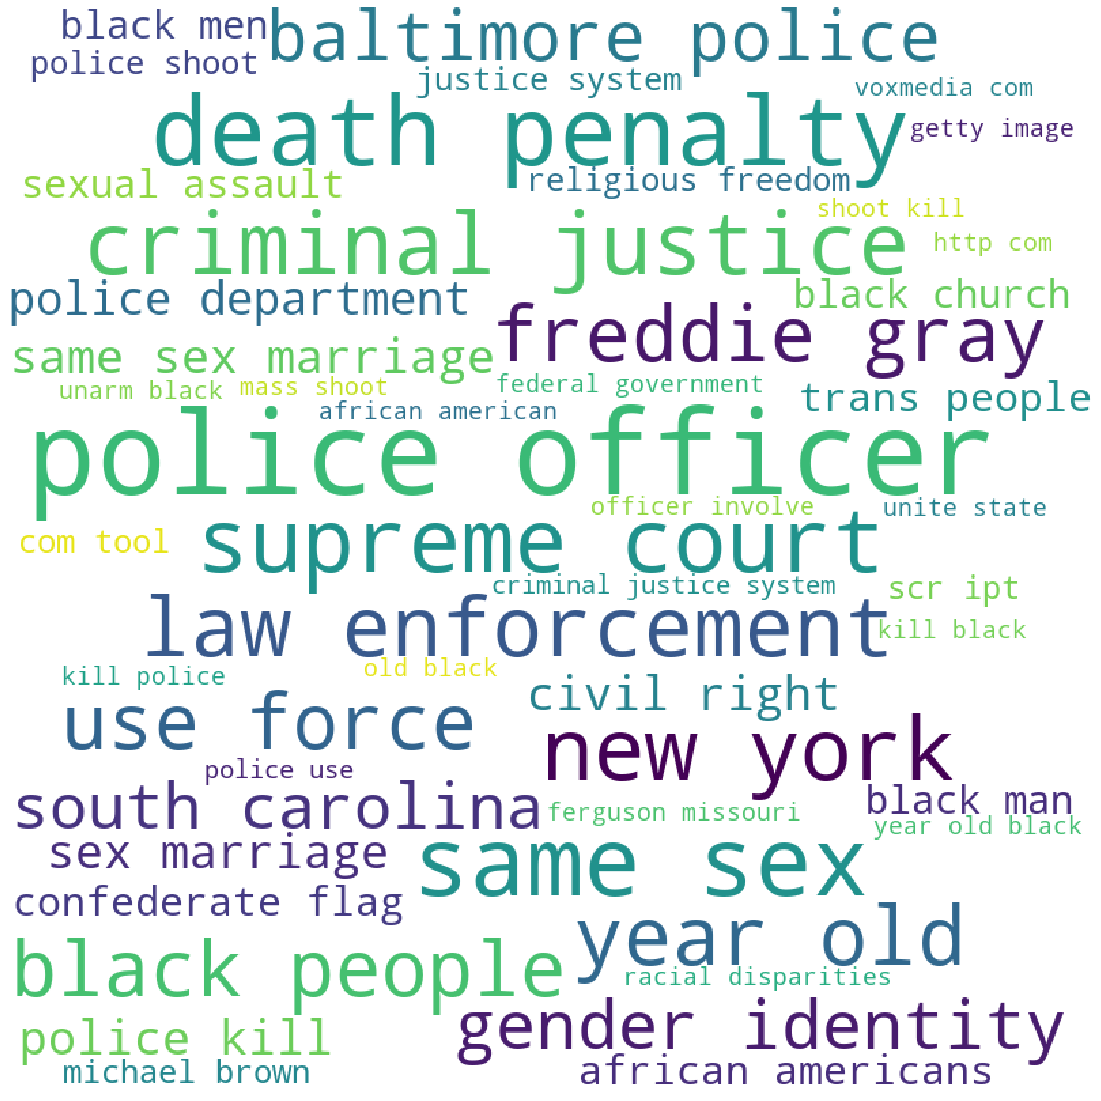 black men
baltimore police
police shoot
justice system
voxmedia com
death penalty
getty image
sexual assault
religious freedom
shoot kill
criminal justice
http com
police department
black church
freddie gray
same sex marriage
unarm black
mass shoot
federal government
trans people
african american
police officer
officer involve
unite state
com tool
supreme court
criminal justice system
scr ipt
law enforcement
kill black
kill police
old black
civil right
use force
new york
police use
south carolina
black man
ferguson missouri
year old black
sex marriage
same sex
confederate flag
year old
black people
racial disparities
gender identity
police kill
michael brown
african americans